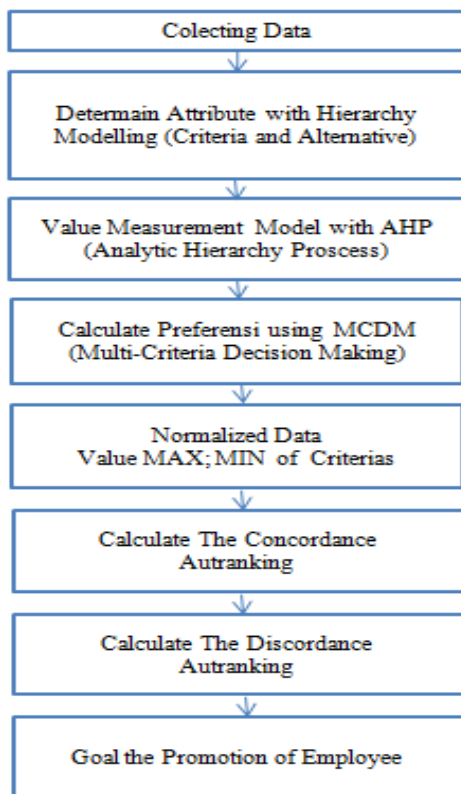 Colecting Data
Determain Attribute with Hierarchy
Modelling (Criteria and Alternative)
Value Measurement Model with AHP
(Analytic Hierarchy Proscess)
Calculate Preferensi using MCDM
(Multi-Criteria Decision Making)
Normalized Data
Value MAX; MIN of Criterias
Calculate The Concordance
Autranking
Calculate The Discordance
Autranking
Goal the Promotion of Employee